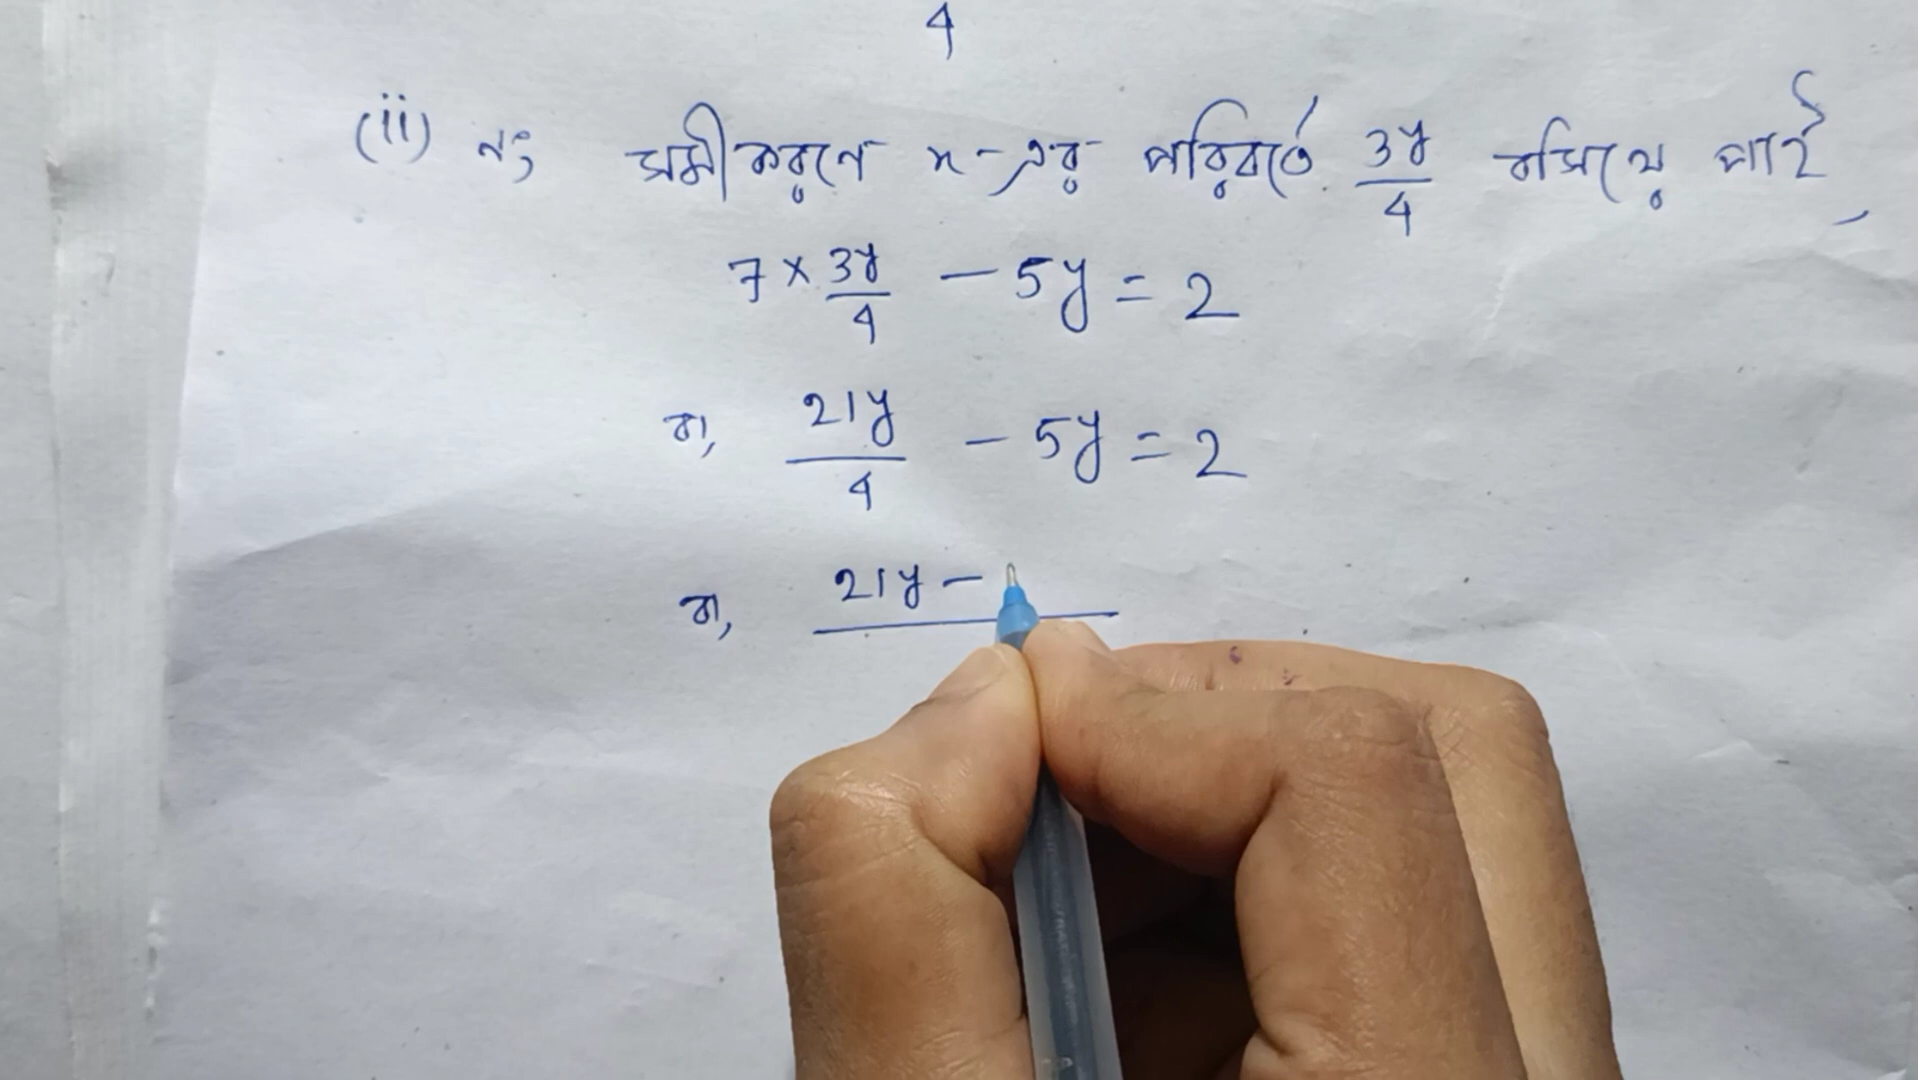 4
(ii) নং সমীকরণে x-এর পরিবর্তে 3y/4 বসিয়ে পাই,
7 × 3y/4 - 5y = 2
বা, 21y/4 - 5y = 2
বা, 21y -